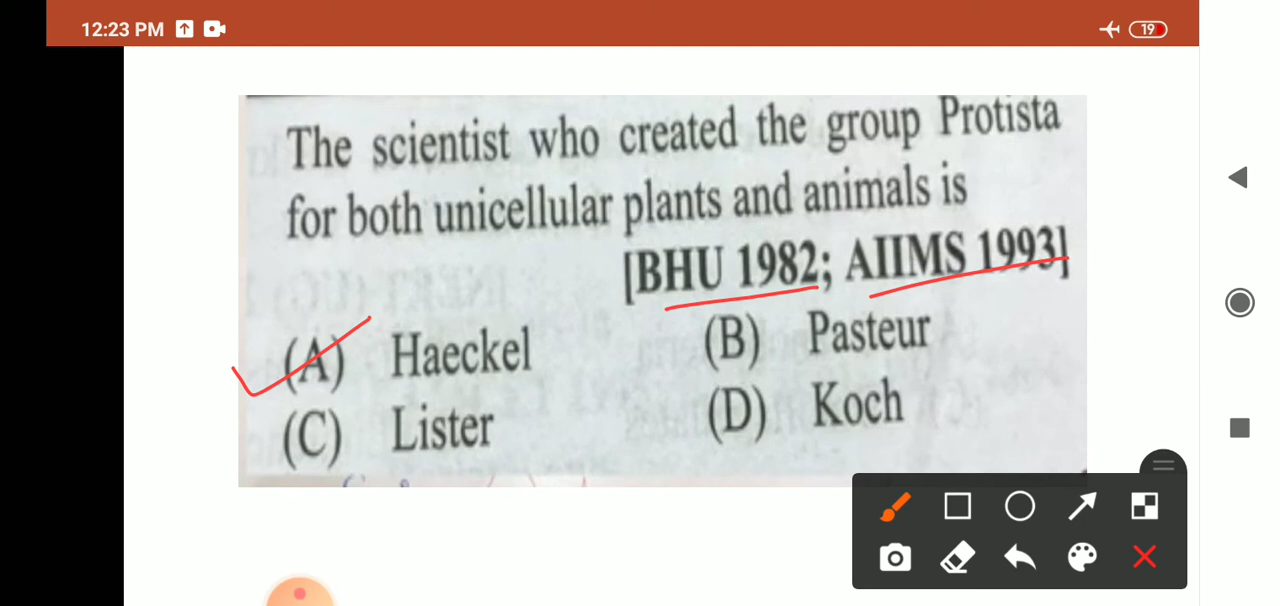 12:23 PM
19
The scientist who created the group Protista
for both unicellular plants and animals is
[BHU 1982; AIIMS 1993]
(A) Haeckel (B) Pasteur
(C) Lister (D) Koch